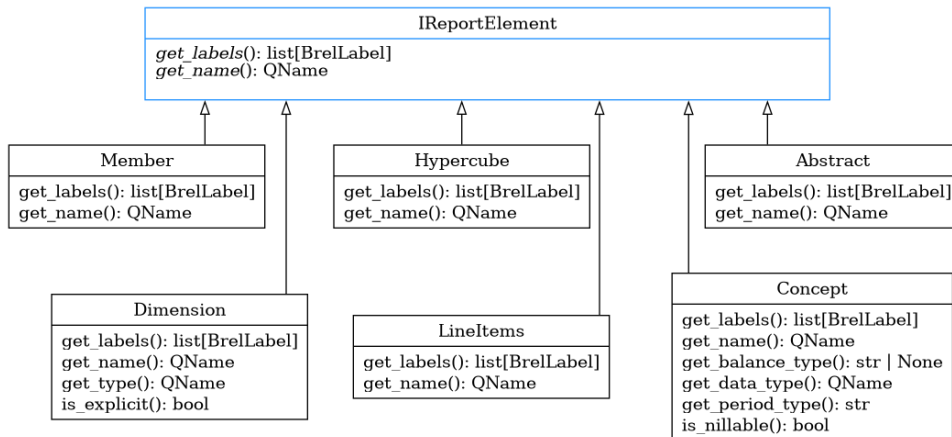 IReportElement
get_labels(): list[BrelLabel]
get_name(): QName
Member
get_labels(): list[BrelLabel]
get_name(): QName
Hypercube
get_labels(): list[BrelLabel]
get_name(): QName
Abstract
get_labels(): list[BrelLabel]
get_name(): QName
Dimension
get_labels(): list[BrelLabel]
get_name(): QName
get_type(): QName
is_explicit(): bool
LineItems
get_labels(): list[BrelLabel]
get_name(): QName
Concept
get_labels(): list[BrelLabel]
get_name(): QName
get_balance_type(): str | None
get_data_type(): QName
get_period_type(): str
is_nillable(): bool